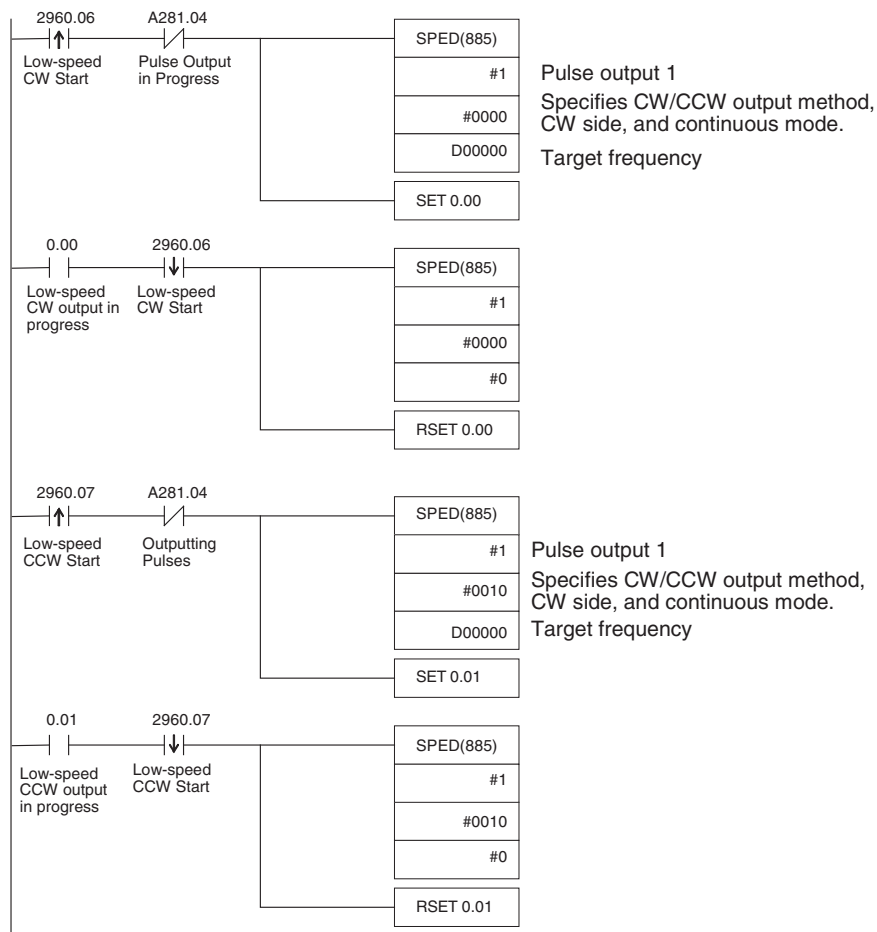 2960.06 A281.04
SPED(885)
Low-speed
CW Start
Pulse Output
in Progress
#1 Pulse output 1
#0000 Specifies CW/CCW output method,
CW side, and continuous mode.
D00000 Target frequency
SET 0.00
0.00 2960.06
SPED(885)
Low-speed
CW output in
progress
Low-speed
CW Start
#1
#0000
#0
RSET 0.00
2960.07 A281.04
SPED(885)
Low-speed
CCW Start
Outputting
Pulses
#1 Pulse output 1
#0010 Specifies CW/CCW output method,
CW side, and continuous mode.
D00000 Target frequency
SET 0.01
0.01 2960.07
SPED(885)
Low-speed
CCW output
in progress
Low-speed
CCW Start
#1
#0010
#0
RSET 0.01